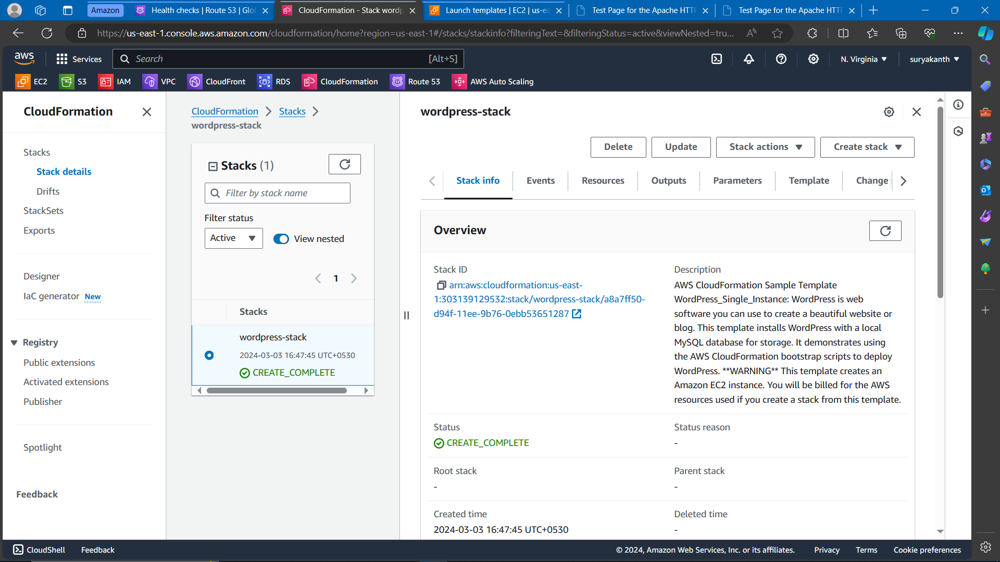 Amazon
Health checks | Route 53 | Glo
CloudFormation - Stack wordp
Launch templates | EC2 | us-ea
Test Page for the Apache HTTP
Test Page for the Apache HTTP
https://us-east-1.console.aws.amazon.com/cloudformation/home?region=us-east-1#/stacks/stackinfo?filteringText=&filteringStatus=active&viewNested=tru...
aws
Services
Search
[Alt+S]
N. Virginia
suryakanth
EC2
S3
IAM
VPC
CloudFront
RDS
CloudFormation
Route 53
AWS Auto Scaling
CloudFormation
Stacks
Stack details
Drifts
StackSets
Exports
Designer
IaC generator New
Registry
Public extensions
Activated extensions
Publisher
Spotlight
Feedback
CloudFormation
Stacks
wordpress-stack
Stacks (1)
Filter by stack name
Filter status
Active
View nested
1
Stacks
wordpress-stack
2024-03-03 16:47:45 UTC+0530
CREATE_COMPLETE
wordpress-stack
Delete
Update
Stack actions
Create stack
Stack info
Events
Resources
Outputs
Parameters
Template
Change
Overview
Stack ID
arn:aws:cloudformation:us-east-
1:303139129532:stack/wordpress-stack/a8a7ff50-
d94f-11ee-9b76-0ebb53651287
Description
AWS CloudFormation Sample Template
WordPress_Single_Instance: WordPress is web
software you can use to create a beautiful website or
blog. This template installs WordPress with a local
MySQL database for storage. It demonstrates using
the AWS CloudFormation bootstrap scripts to deploy
WordPress. **WARNING** This template creates an
Amazon EC2 instance. You will be billed for the AWS
resources used if you create a stack from this template.
Status
CREATE_COMPLETE
Status reason
-
Root stack
-
Parent stack
-
Created time
2024-03-03 16:47:45 UTC+0530
Deleted time
-
CloudShell
Feedback
© 2024, Amazon Web Services, Inc. or its affiliates.
Privacy
Terms
Cookie preferences